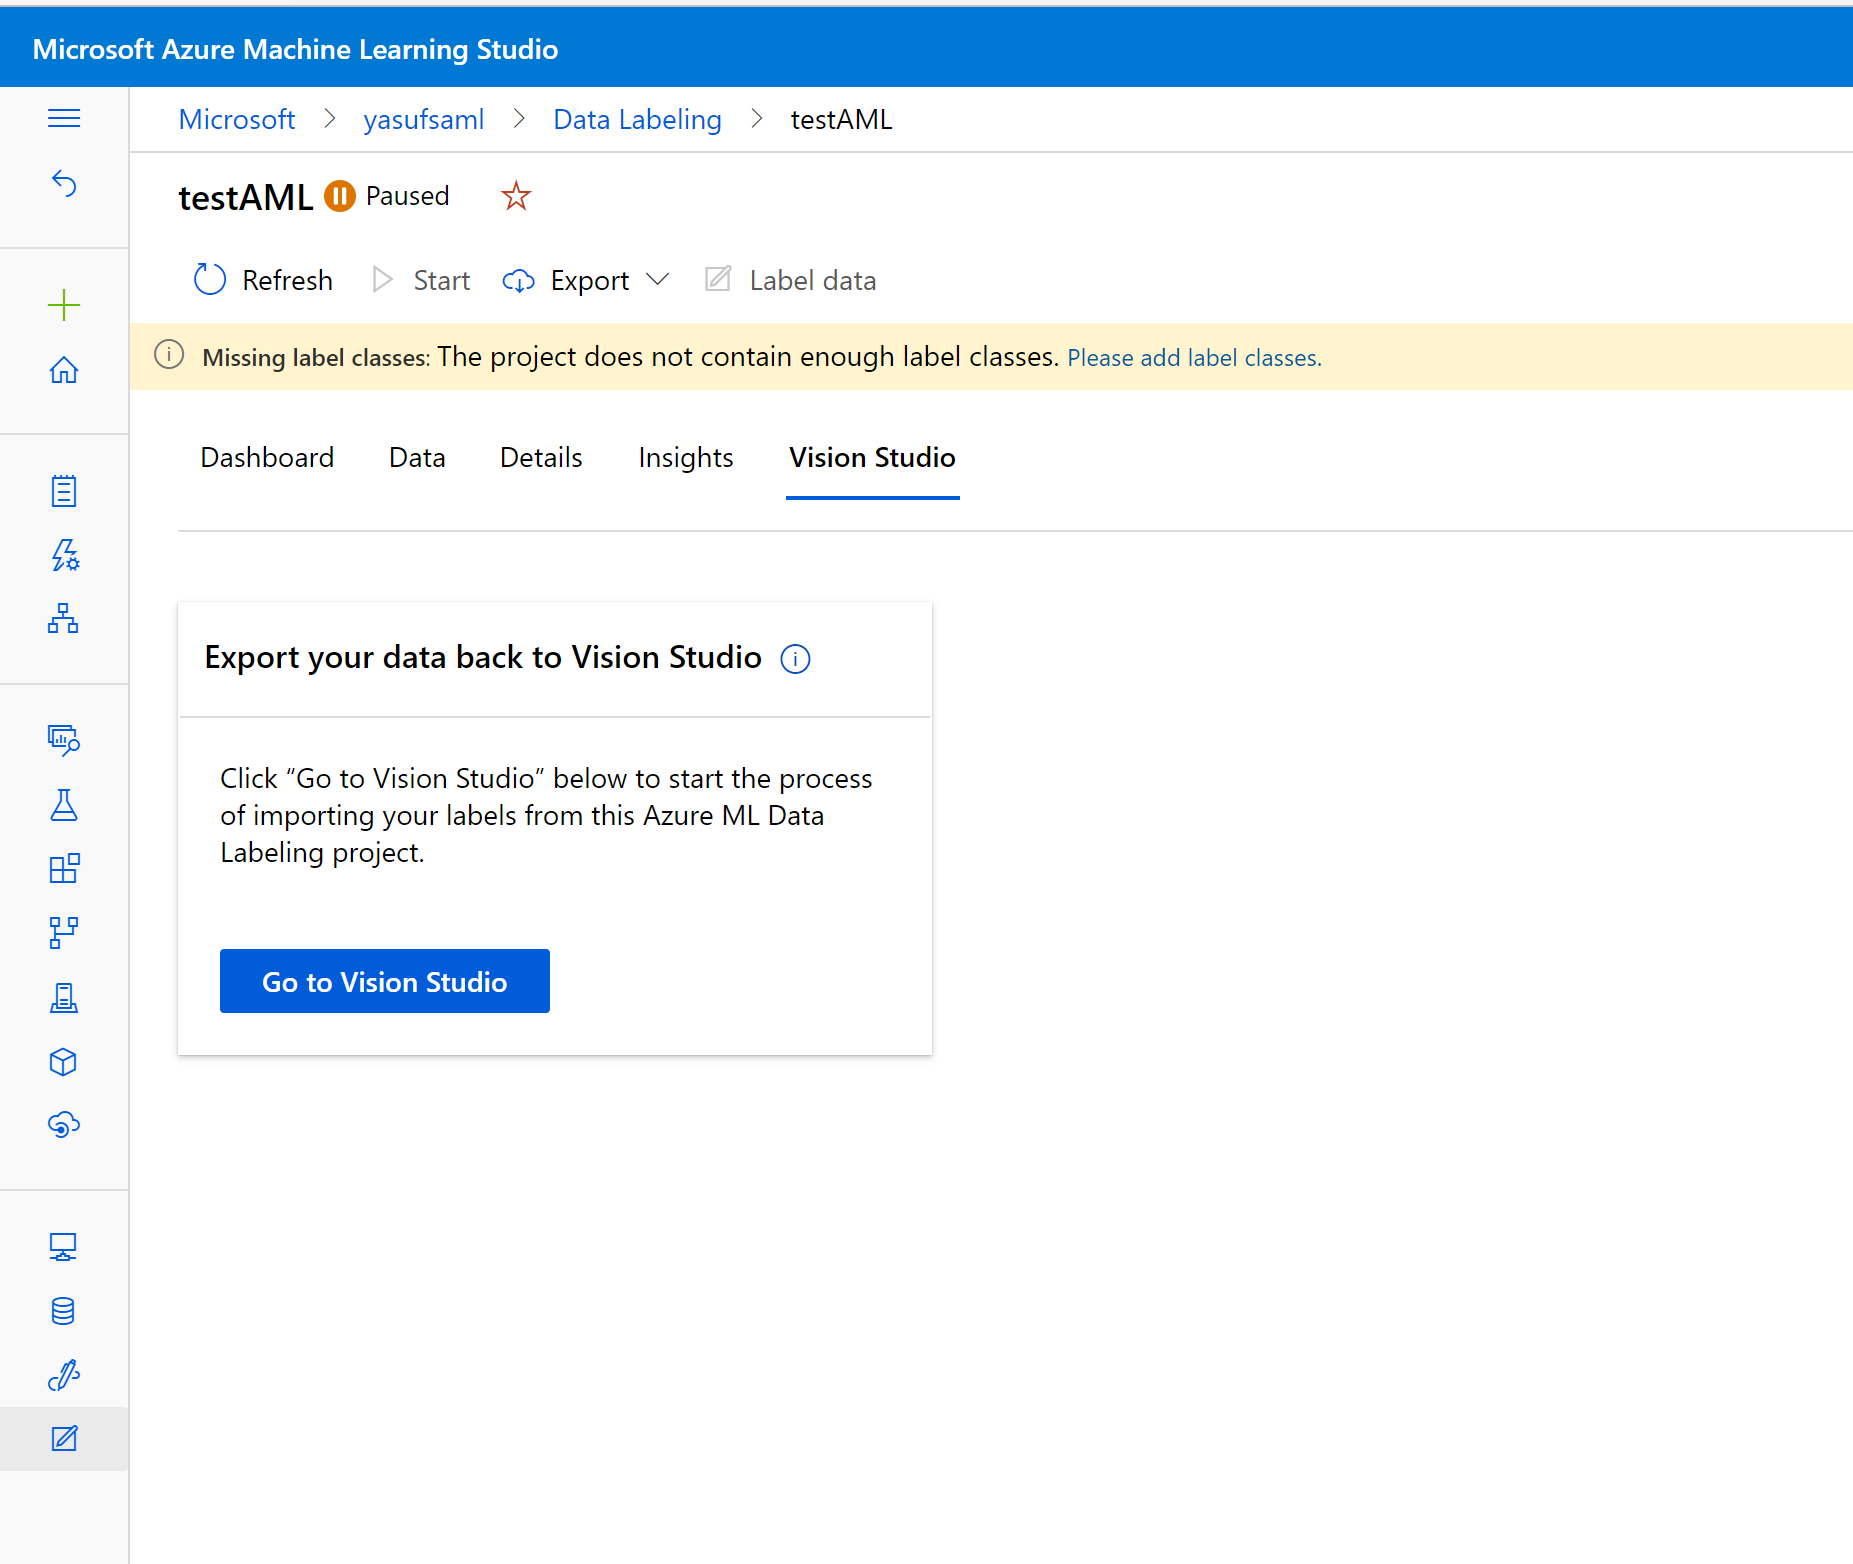 Microsoft Azure Machine Learning Studio
Microsoft > yasufsaml > Data Labeling > testAML
testAML Paused
Refresh Start Export Label data
Missing label classes: The project does not contain enough label classes. Please add label classes.
Dashboard Data Details Insights Vision Studio
Export your data back to Vision Studio
Click “Go to Vision Studio” below to start the process
of importing your labels from this Azure ML Data
Labeling project.
Go to Vision Studio